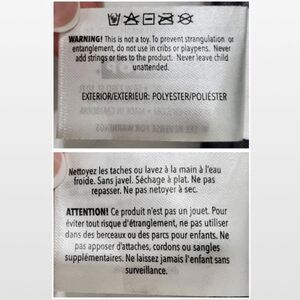 WARNING! This is not a toy. To prevent strangulation or
entanglement, do not use in cribs or playpens. Never
add strings or ties to the product. Never leave child
unattended.
EXTERIOR/EXTERIEUR: POLYESTER/POLIÉSTER
Nettoyez les taches ou lavez à la main à l'eau
froide. Sans javel. Séchage à plat. Ne pas
repasser. Ne pas nettoyer à sec.
ATTENTION! Ce produit n'est pas un jouet. Pour
éviter tout risque d'étranglement, ne pas utiliser
dans des berceaux ou des parcs pour enfants. Ne
pas apposer d'attaches, cordons ou sangles
supplémentaires. Ne laissez jamais l'enfant sans
surveillance.